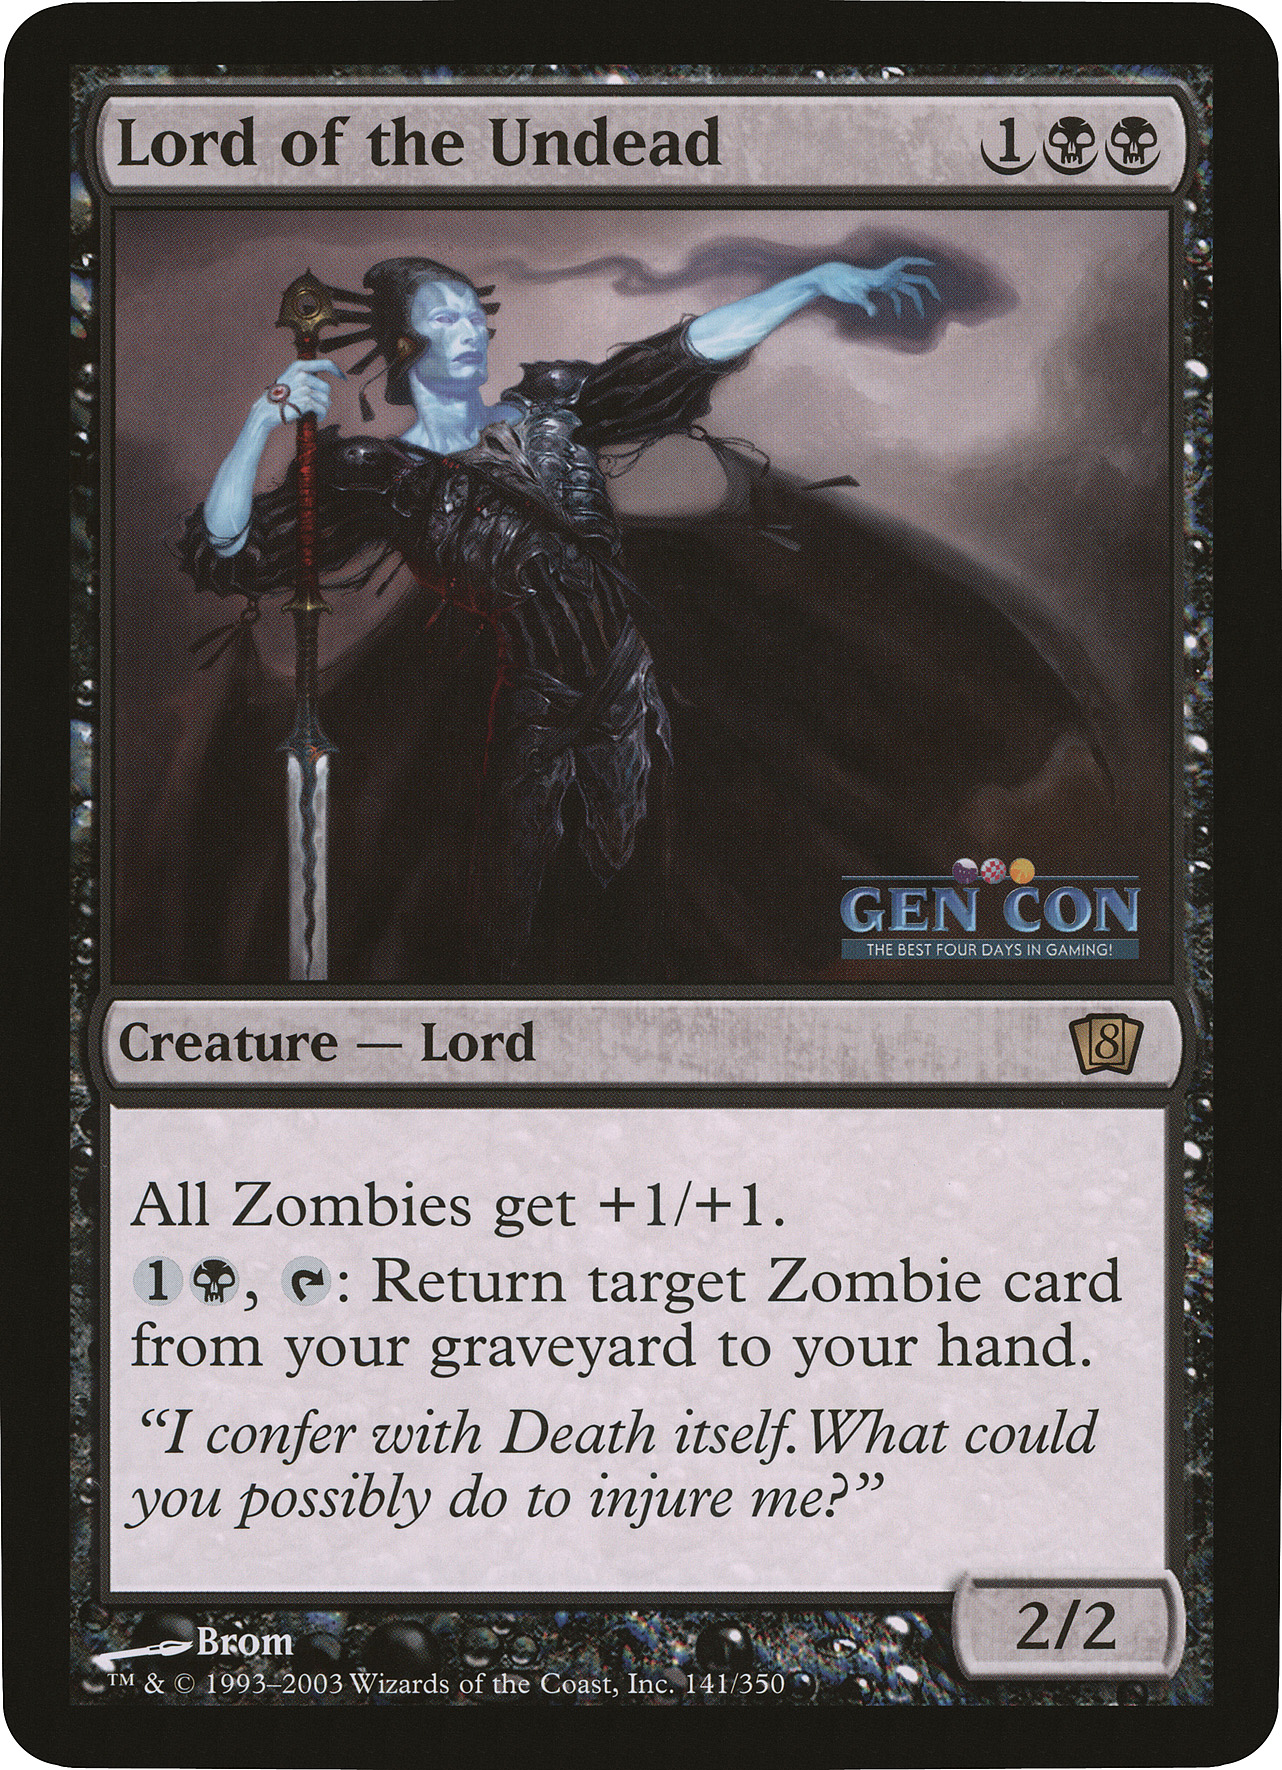 Lord of the Undead 1
GEN CON
THE BEST FOUR DAYS IN GAMING!
Creature — Lord 8
All Zombies get +1/+1.
1 , : Return target Zombie card
from your graveyard to your hand.
“I confer with Death itself. What could
you possibly do to injure me?”
2/2
Brom
™ & © 1993–2003 Wizards of the Coast, Inc. 141/350